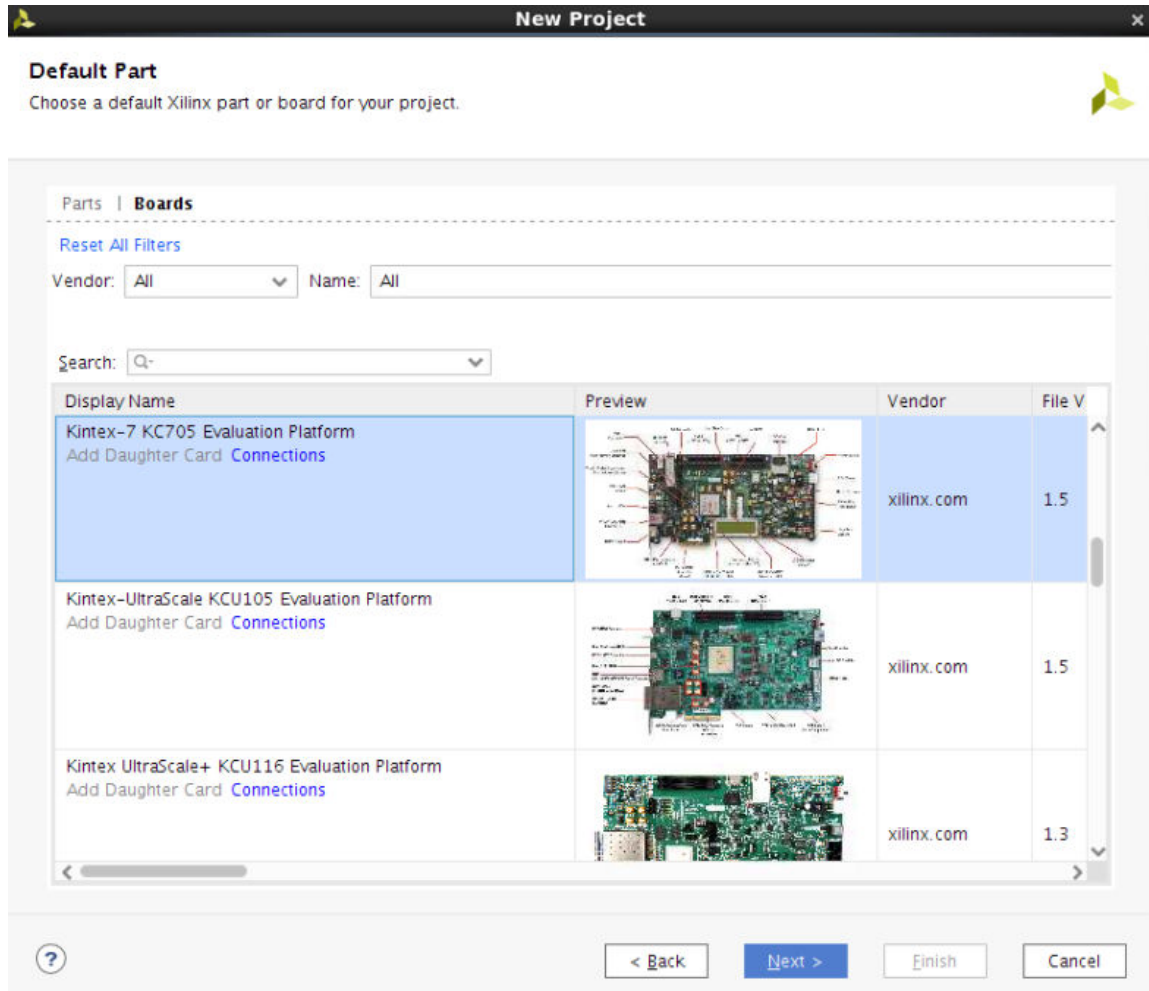 New Project
Default Part
Choose a default Xilinx part or board for your project.
Parts | Boards
Reset All Filters
Vendor: All Name: All
Search: Q-
Display Name Preview Vendor File V
Kintex-7 KC705 Evaluation Platform
Add Daughter Card Connections
xilinx.com 1.5
Kintex-UltraScale KCU105 Evaluation Platform
Add Daughter Card Connections
xilinx.com 1.5
Kintex UltraScale+ KCU116 Evaluation Platform
Add Daughter Card Connections
xilinx.com 1.3
? < Back Next > Finish Cancel